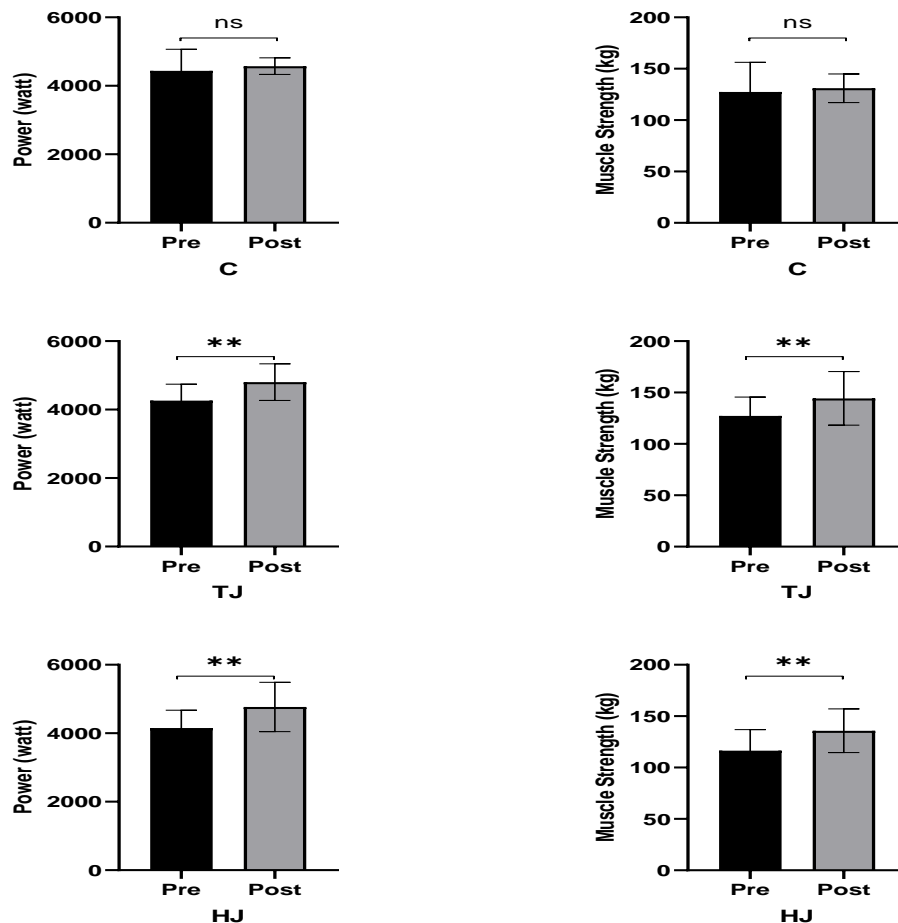 ns
6000
4000
2000
0
Power (watt)
Pre Post
C
ns
200
150
100
50
0
Muscle Strength (kg)
Pre Post
C
**
6000
4000
2000
0
Power (watt)
Pre Post
TJ
**
200
150
100
50
0
Muscle Strength (kg)
Pre Post
TJ
**
6000
4000
2000
0
Power (watt)
Pre Post
HJ
**
200
150
100
50
0
Muscle Strength (kg)
Pre Post
HJ